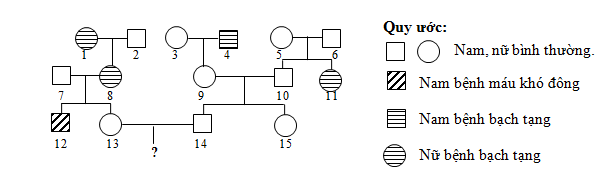 Quy ước:
Nam, nữ bình thường.
Nam bệnh máu khó đông
Nam bệnh bạch tạng
Nữ bệnh bạch tạng
1 2 3 4 5 6
7 8 9 10 11
12 13 ? 14 15